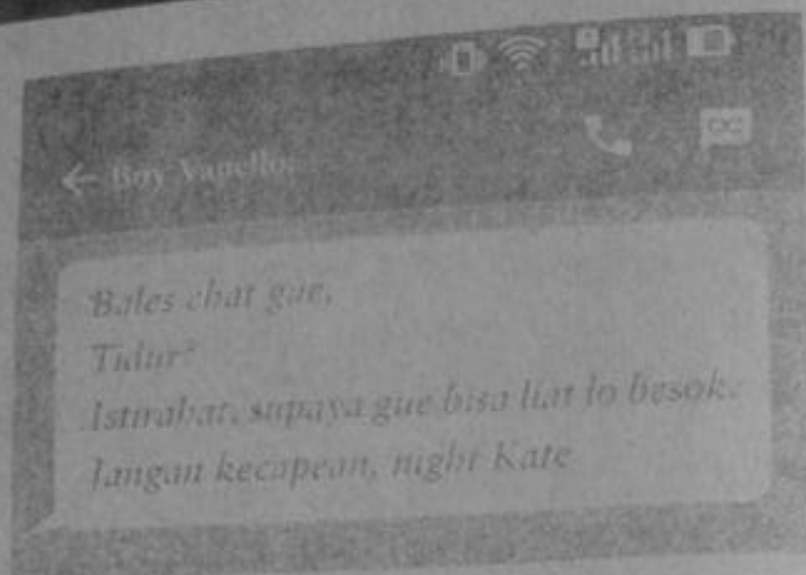 Boy Vanello
Bales chat gue,
Tidur?
Istirahat, supaya gue bisa liat lo besok.
Jangan kecapean, night Kate